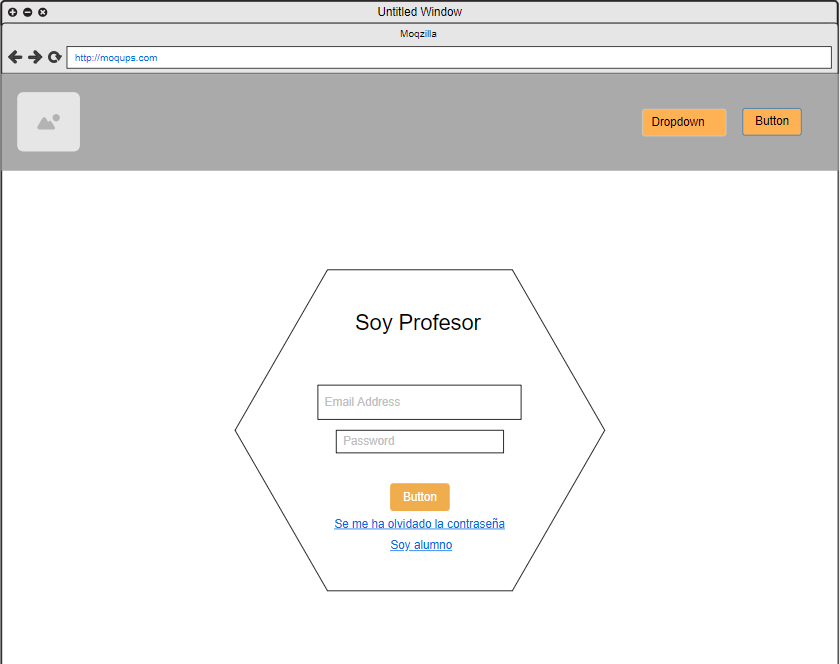 Untitled Window
Moqzilla
http://moqups.com
Dropdown
Button
Soy Profesor
Email Address
Password
Button
Se me ha olvidado la contraseña
Soy alumno